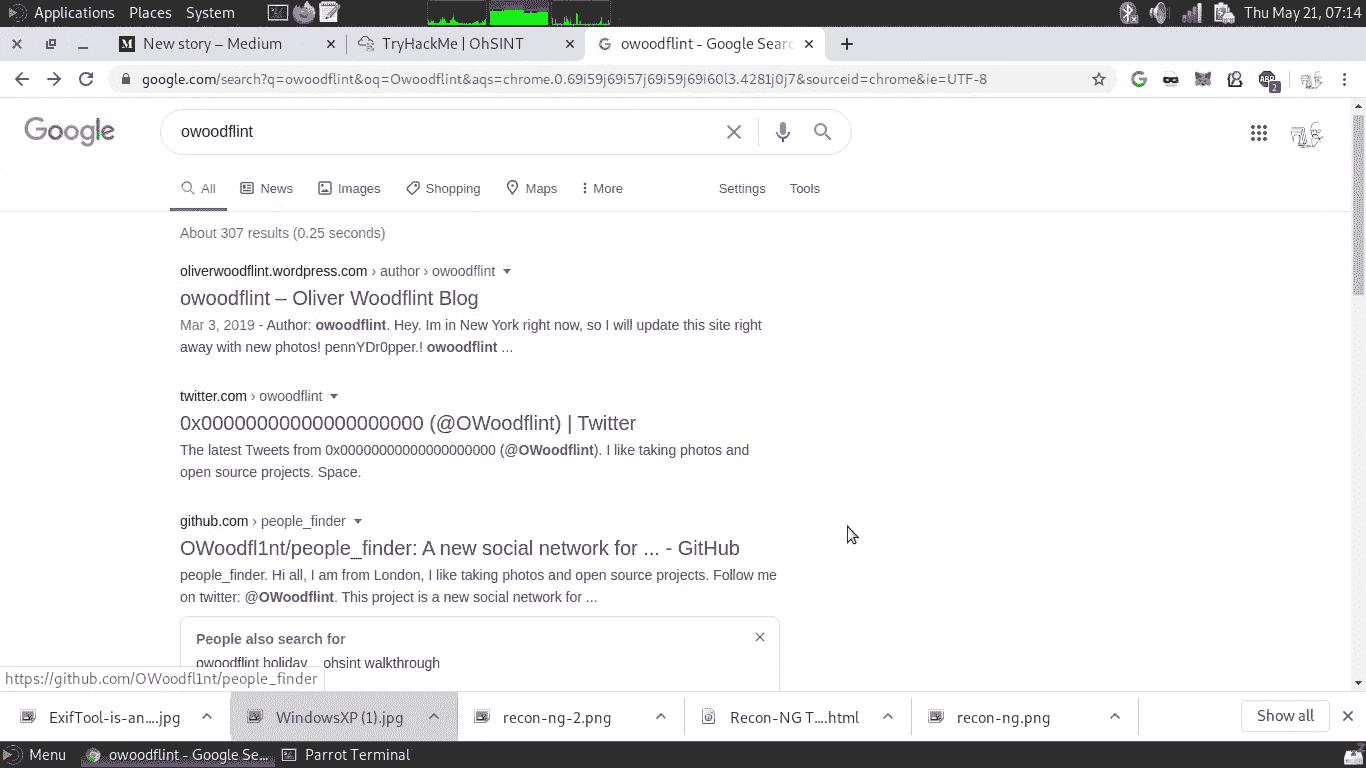 Applications Places System Thu May 21, 07:14
New story – Medium TryHackMe | OhSINT owoodflint - Google Searc
google.com/search?q=owoodflint&oq=Owoodflint&aqs=chrome.0.69i59j69i57j69i59j69i60l3.4281j0j7&sourceid=chrome&ie=UTF-8
ABP
2
Google owoodflint
All News Images Shopping Maps More Settings Tools
About 307 results (0.25 seconds)
oliverwoodflint.wordpress.com › author › owoodflint
owoodflint – Oliver Woodflint Blog
Mar 3, 2019 - Author: owoodflint. Hey. Im in New York right now, so I will update this site right
away with new photos! pennYDr0pper.! owoodflint ...
twitter.com › owoodflint
0x00000000000000000000 (@OWoodflint) | Twitter
The latest Tweets from 0x00000000000000000000 (@OWoodflint). I like taking photos and
open source projects. Space.
github.com › people_finder
OWoodfl1nt/people_finder: A new social network for ... - GitHub
people_finder. Hi all, I am from London, I like taking photos and open source projects. Follow me
on twitter: @OWoodflint. This project is a new social network for ...
People also search for
owoodflint holiday ohsint walkthrough
https://github.com/OWoodfl1nt/people_finder
ExifTool-is-an....jpg WindowsXP (1).jpg recon-ng-2.png Recon-NG T....html recon-ng.png Show all
Menu owoodflint - Google Se... Parrot Terminal